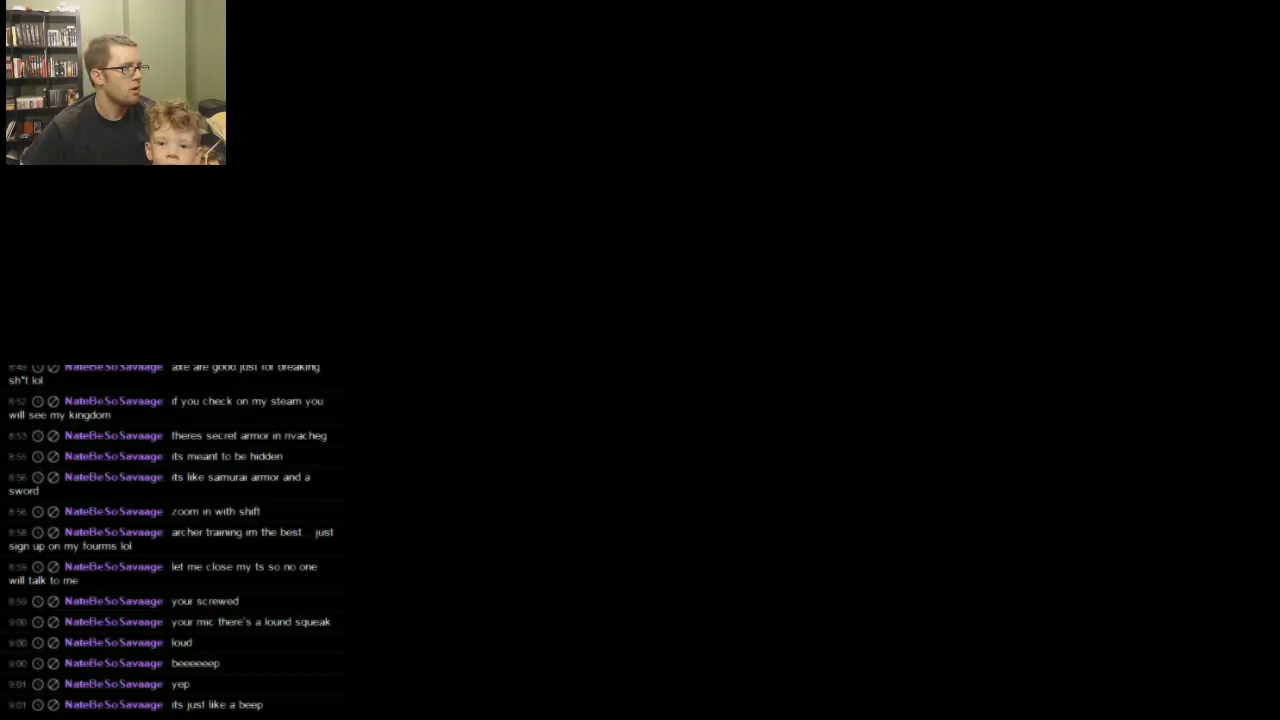 8:49 NateBeSoSavaage axe are good just for breaking
sh*t lol
8:52 NateBeSoSavaage if you check on my steam you
will see my kingdom
8:53 NateBeSoSavaage theres secret armor in rivacheg
8:55 NateBeSoSavaage its meant to be hidden
8:56 NateBeSoSavaage its like samurai armor and a
sword
8:56 NateBeSoSavaage zoom in with shift
8:58 NateBeSoSavaage archer training im the best... just
sign up on my fourms lol
8:59 NateBeSoSavaage let me close my ts so no one
will talk to me
8:59 NateBeSoSavaage your screwed
9:00 NateBeSoSavaage your mic there's a lound squeak
9:00 NateBeSoSavaage loud
9:00 NateBeSoSavaage beeeeeep
9:01 NateBeSoSavaage yep
9:01 NateBeSoSavaage its just like a beep